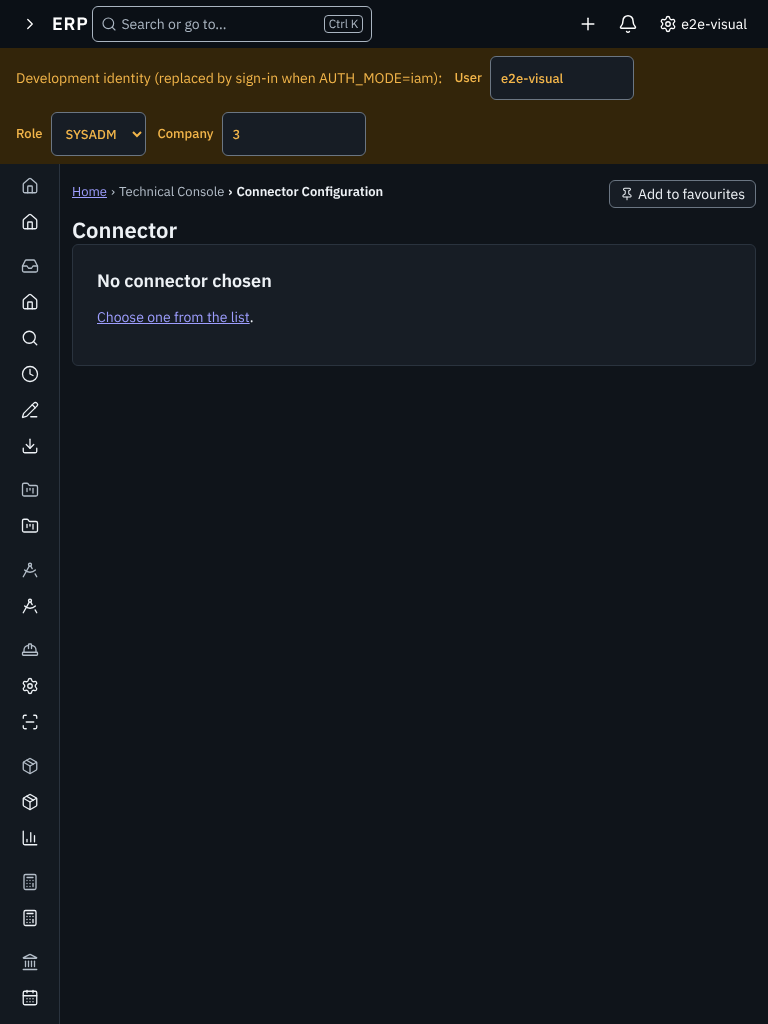 ERP Search or go to... Ctrl K e2e-visual
Development identity (replaced by sign-in when AUTH_MODE=iam): User e2e-visual
Role SYSADM Company 3
Home › Technical Console › Connector Configuration Add to favourites
Connector
No connector chosen
Choose one from the list.